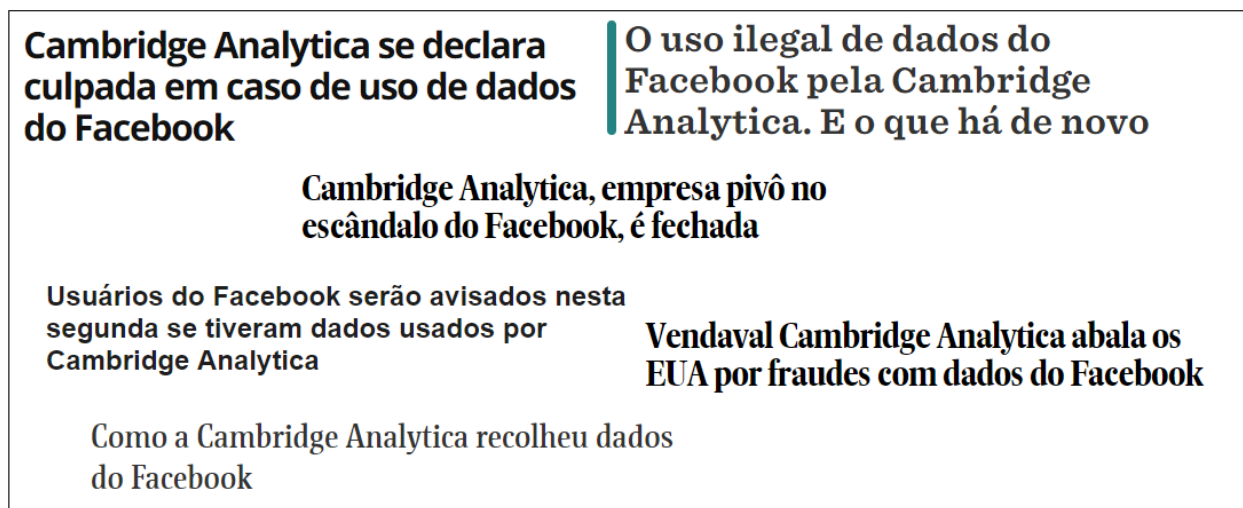 Cambridge Analytica se declara
culpada em caso de uso de dados
do Facebook
O uso ilegal de dados do
Facebook pela Cambridge
Analytica. E o que há de novo
Cambridge Analytica, empresa pivô no
escândalo do Facebook, é fechada
Usuários do Facebook serão avisados nesta
segunda se tiveram dados usados por
Cambridge Analytica
Vendaval Cambridge Analytica abala os
EUA por fraudes com dados do Facebook
Como a Cambridge Analytica recolheu dados
do Facebook